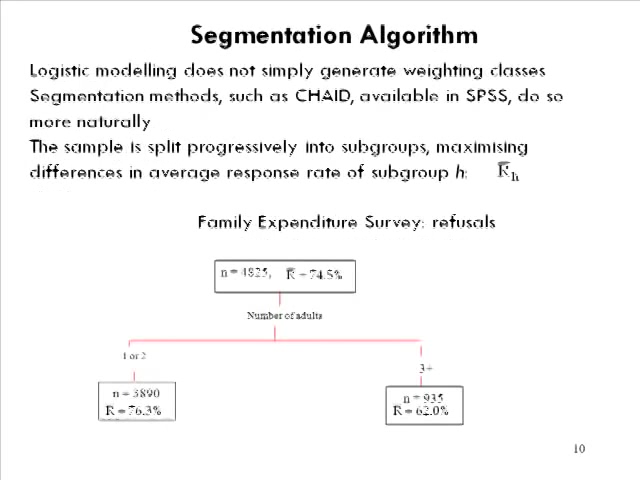 Segmentation Algorithm
Logistic modelling does not simply generate weighting classes
Segmentation methods, such as CHAID, available in SPSS, do so
more naturally
The sample is split progressively into subgroups, maximising
differences in average response rate of subgroup h: R̅h
Family Expenditure Survey: refusals
n = 4825, R̅ = 74.5%
Number of adults
1 or 2
3+
n = 3890
R̅ = 76.3%
n = 935
R̅ = 62.0%
10